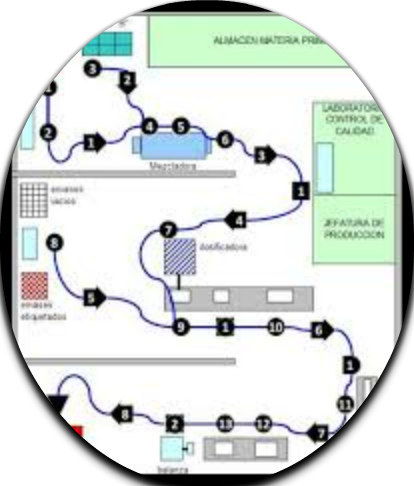 ALMACEN MATERIA PRIM
3
2
1
2
1
4
5
6
3
Mezcladora
LABORATORIO
CONTROL DE
CALIDAD
1
envases
vacios
4
7
JEFATURA DE
PRODUCCION
8
dosificadora
5
envases
etiquetados
9
1
10
6
1
11
8
2
13
12
7
balanza